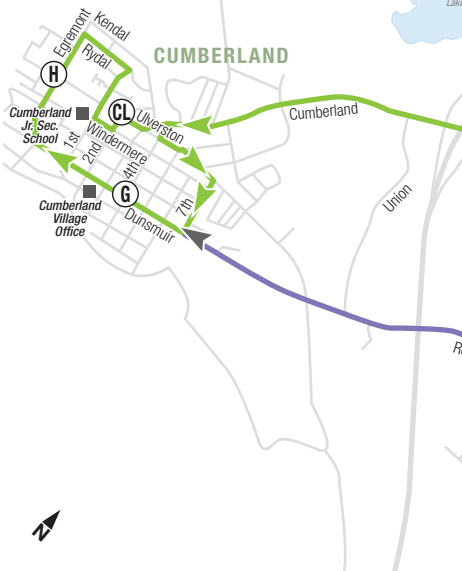 Lake
Kendal
Egremont
Rydal
CUMBERLAND
H
CL
Cumberland
Jr. Sec.
School
Ulverston
Cumberland
Windermere
1st
2nd
4th
G
7th
Union
Cumberland
Village
Office
Dunsmuir
R
N